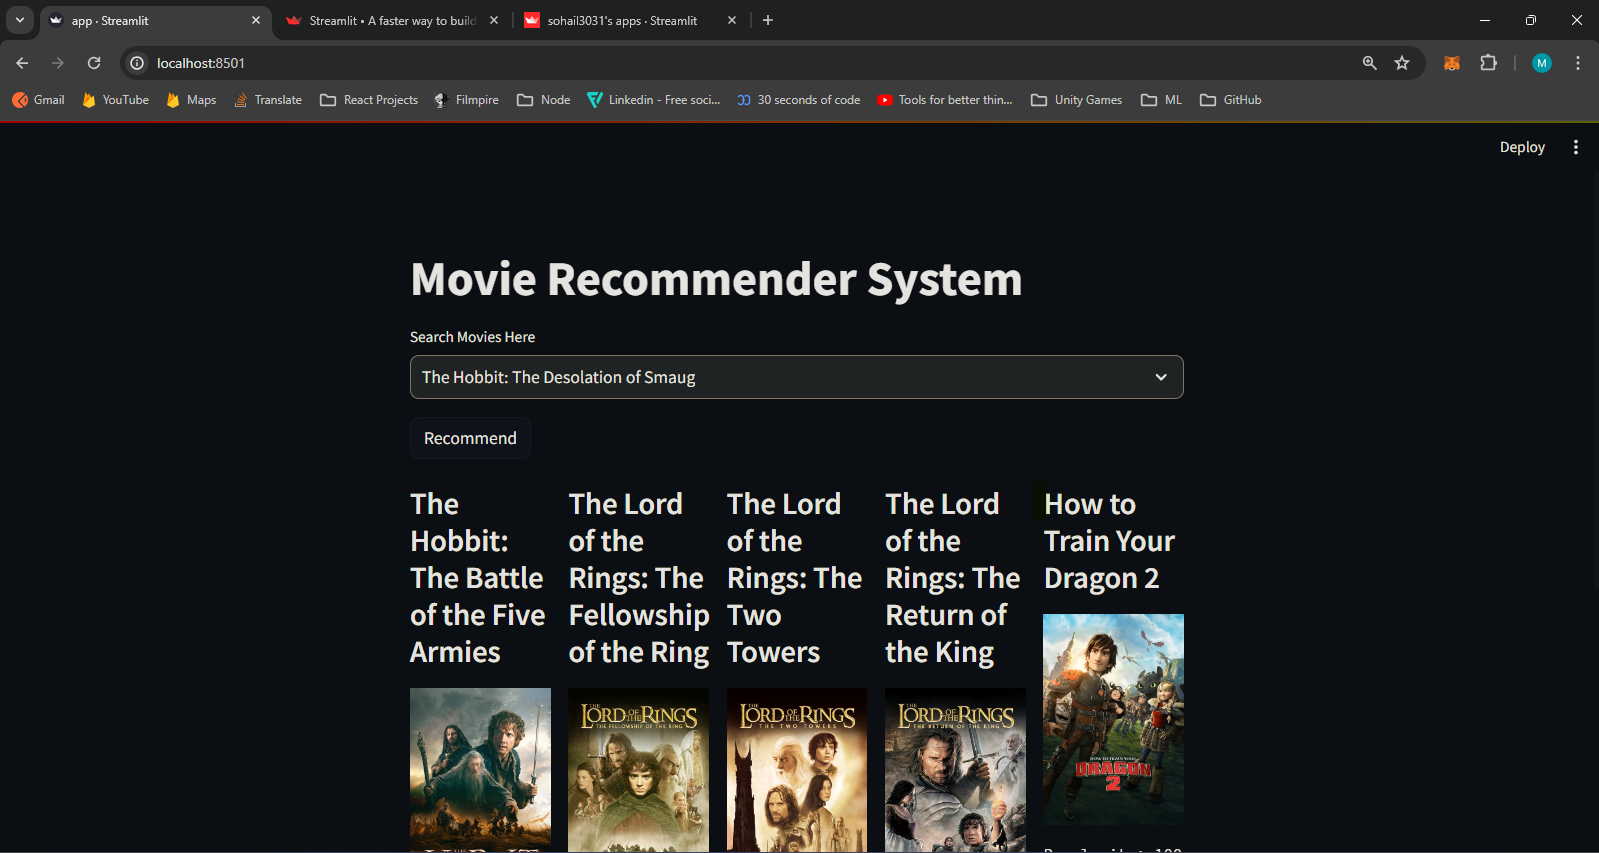 app · Streamlit
Streamlit • A faster way to build
sohail3031's apps · Streamlit
localhost:8501
M
Gmail
YouTube
Maps
Translate
React Projects
Filmpire
Node
Linkedin - Free soci...
30 seconds of code
Tools for better thin...
Unity Games
ML
GitHub
Deploy
Movie Recommender System
Search Movies Here
The Hobbit: The Desolation of Smaug
Recommend
The
Hobbit:
The Battle
of the Five
Armies
The Lord
of the
Rings: The
Fellowship
of the Ring
THE LORD OF THE RINGS
THE FELLOWSHIP OF THE RING
The Lord
of the
Rings: The
Two
Towers
THE LORD OF THE RINGS
THE TWO TOWERS
The Lord
of the
Rings: The
Return of
the King
THE LORD OF THE RINGS
THE RETURN OF THE KING
How to
Train Your
Dragon 2
HOW TO TRAIN YOUR
DRAGON
2